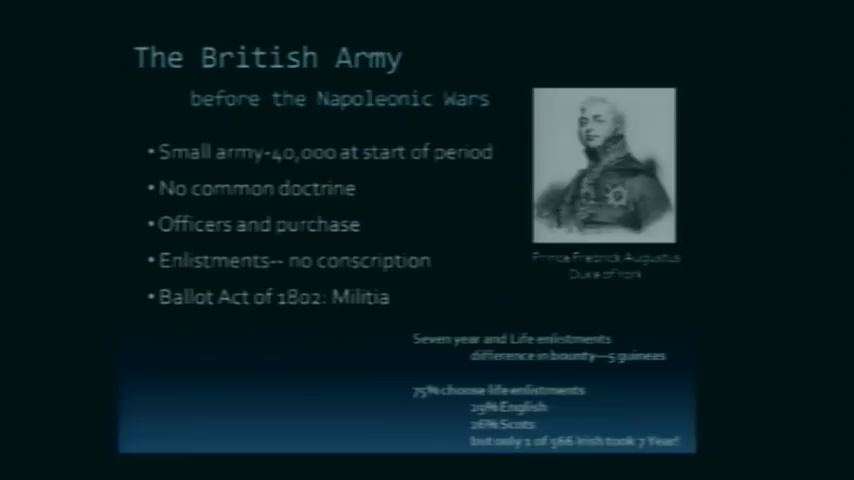 The British Army
before the Napoleonic Wars
• Small army-40,000 at start of period
• No common doctrine
• Officers and purchase
• Enlistments-- no conscription
• Ballot Act of 1802: Militia
Prince Fredrick Augustus
Duke of York
Seven year and Life enlistments
difference in bounty—5 guinees
75% choose life enlistments
29% English
26% Scots
but only 1 of 566 Irish took 7 Year!